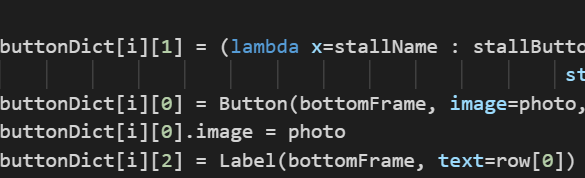 buttonDict[i][1] = (lambda x=stallName : stallButto
st
buttonDict[i][0] = Button(bottomFrame, image=photo,
buttonDict[i][0].image = photo
buttonDict[i][2] = Label(bottomFrame, text=row[0])